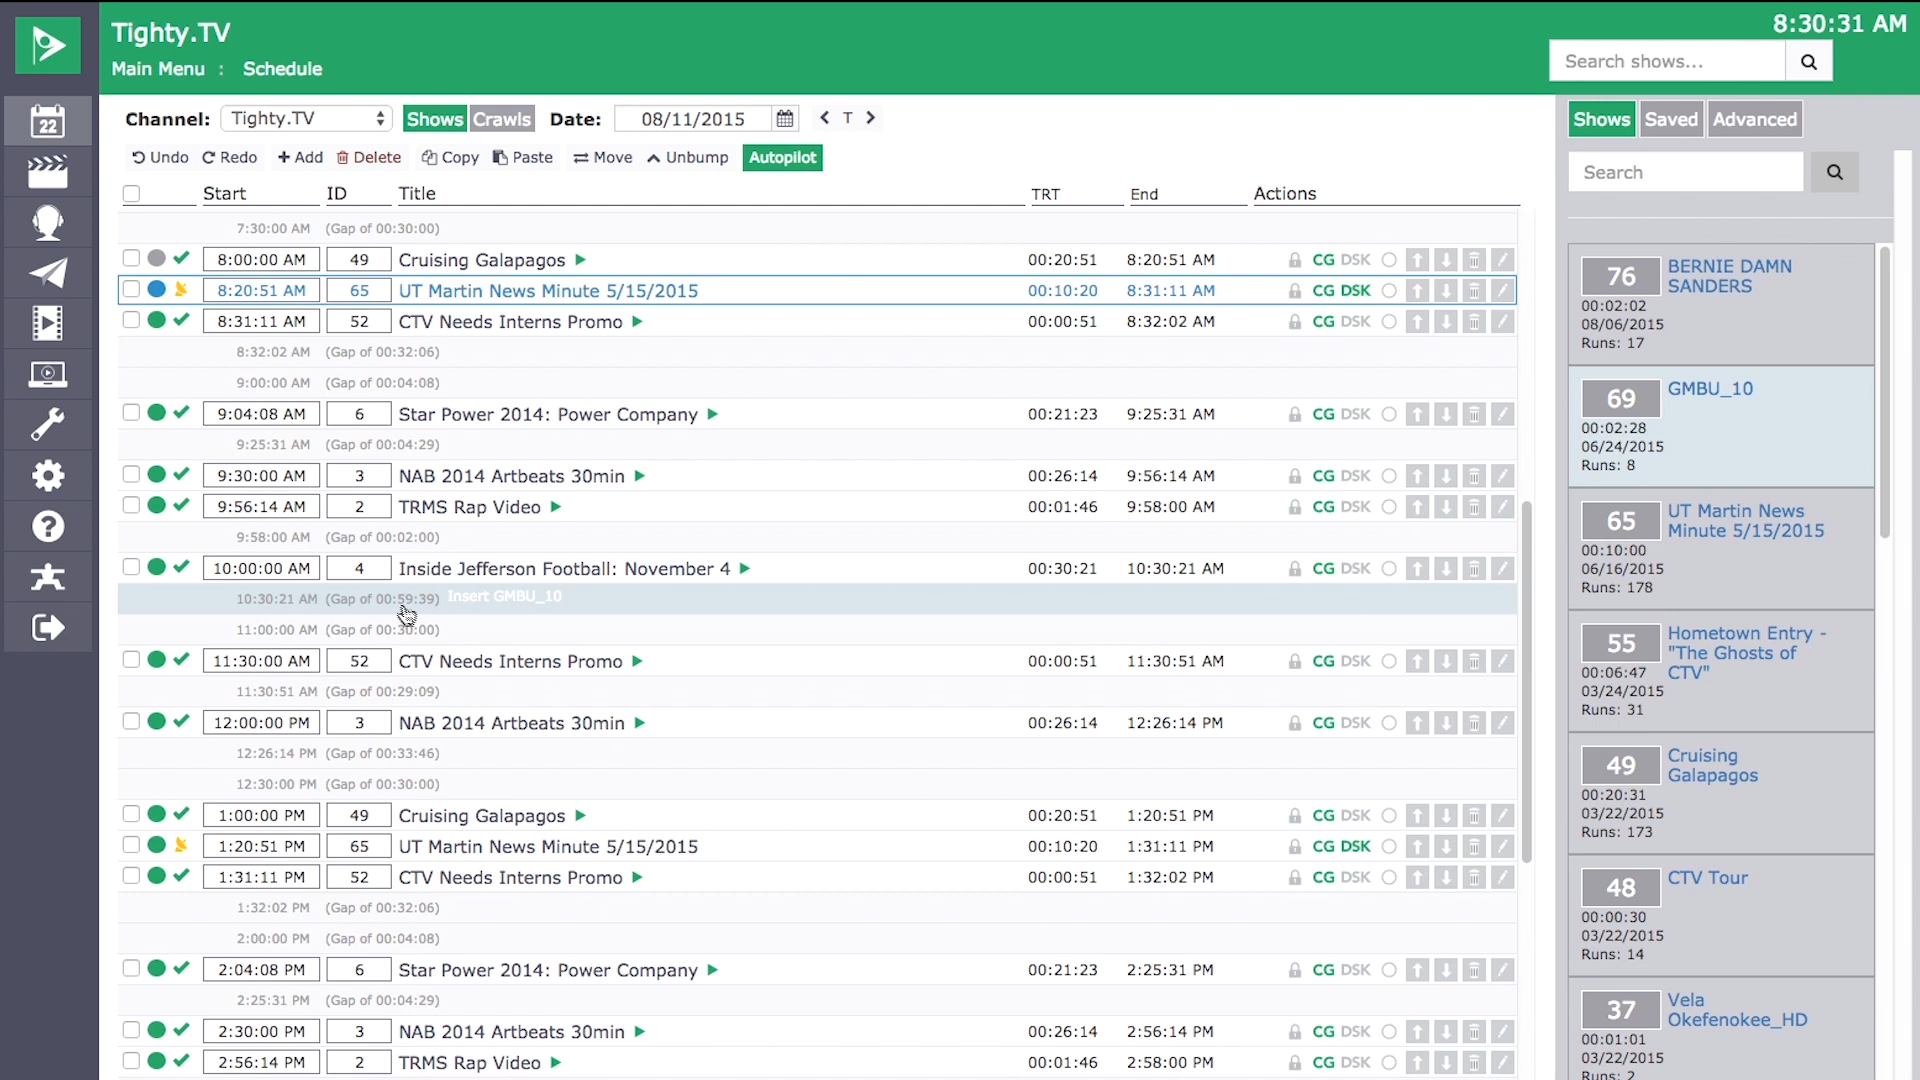 Tighty.TV
8:30:31 AM
Main Menu : Schedule
Search shows...
22
Channel: Tighty.TV Shows Crawls Date: 08/11/2015 T
Undo Redo Add Delete Copy Paste Move Unbump Autopilot
Start ID Title TRT End Actions
7:30:00 AM (Gap of 00:30:00)
8:00:00 AM 49 Cruising Galapagos 00:20:51 8:20:51 AM CG DSK
8:20:51 AM 65 UT Martin News Minute 5/15/2015 00:10:20 8:31:11 AM CG DSK
8:31:11 AM 52 CTV Needs Interns Promo 00:00:51 8:32:02 AM CG DSK
8:32:02 AM (Gap of 00:32:06)
9:00:00 AM (Gap of 00:04:08)
9:04:08 AM 6 Star Power 2014: Power Company 00:21:23 9:25:31 AM CG DSK
9:25:31 AM (Gap of 00:04:29)
9:30:00 AM 3 NAB 2014 Artbeats 30min 00:26:14 9:56:14 AM CG DSK
9:56:14 AM 2 TRMS Rap Video 00:01:46 9:58:00 AM CG DSK
9:58:00 AM (Gap of 00:02:00)
10:00:00 AM 4 Inside Jefferson Football: November 4 00:30:21 10:30:21 AM CG DSK
10:30:21 AM (Gap of 00:59:39) Insert GMBU_10
11:00:00 AM (Gap of 00:30:00)
11:30:00 AM 52 CTV Needs Interns Promo 00:00:51 11:30:51 AM CG DSK
11:30:51 AM (Gap of 00:29:09)
12:00:00 PM 3 NAB 2014 Artbeats 30min 00:26:14 12:26:14 PM CG DSK
12:26:14 PM (Gap of 00:33:46)
12:30:00 PM (Gap of 00:30:00)
1:00:00 PM 49 Cruising Galapagos 00:20:51 1:20:51 PM CG DSK
1:20:51 PM 65 UT Martin News Minute 5/15/2015 00:10:20 1:31:11 PM CG DSK
1:31:11 PM 52 CTV Needs Interns Promo 00:00:51 1:32:02 PM CG DSK
1:32:02 PM (Gap of 00:32:06)
2:00:00 PM (Gap of 00:04:08)
2:04:08 PM 6 Star Power 2014: Power Company 00:21:23 2:25:31 PM CG DSK
2:25:31 PM (Gap of 00:04:29)
2:30:00 PM 3 NAB 2014 Artbeats 30min 00:26:14 2:56:14 PM CG DSK
2:56:14 PM 2 TRMS Rap Video 00:01:46 2:58:00 PM CG DSK
Shows Saved Advanced
Search
76 BERNIE DAMN
SANDERS
00:02:02
08/06/2015
Runs: 17
69 GMBU_10
00:02:28
06/24/2015
Runs: 8
65 UT Martin News
Minute 5/15/2015
00:10:00
06/16/2015
Runs: 178
55 Hometown Entry -
"The Ghosts of
CTV"
00:06:47
03/24/2015
Runs: 31
49 Cruising
Galapagos
00:20:31
03/22/2015
Runs: 173
48 CTV Tour
00:00:30
03/22/2015
Runs: 14
37 Vela
Okefenokee_HD
00:01:01
03/22/2015
Runs: 2